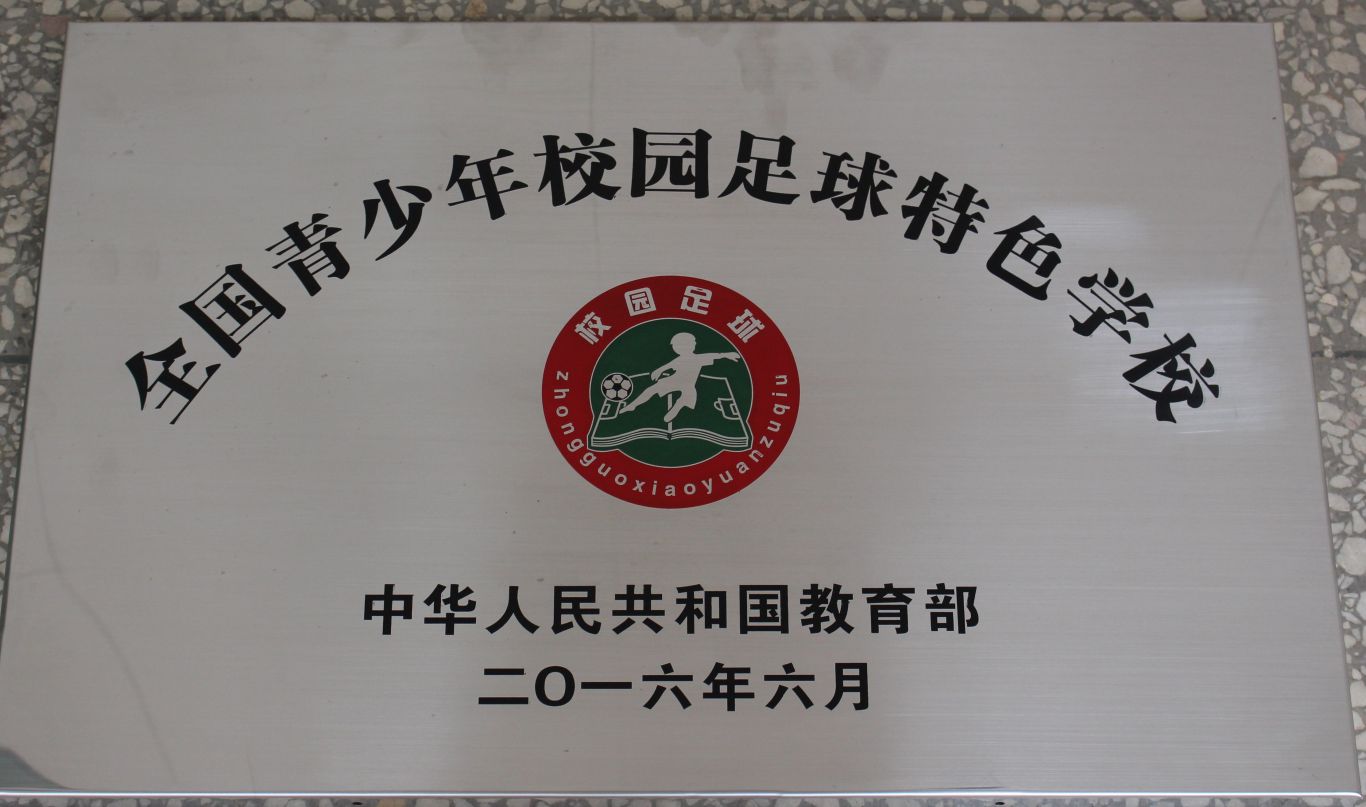 全国青少年校园足球特色学校
校园足球
zhongguoxiaoyuanzuqiu
中华人民共和国教育部
二〇一六年六月